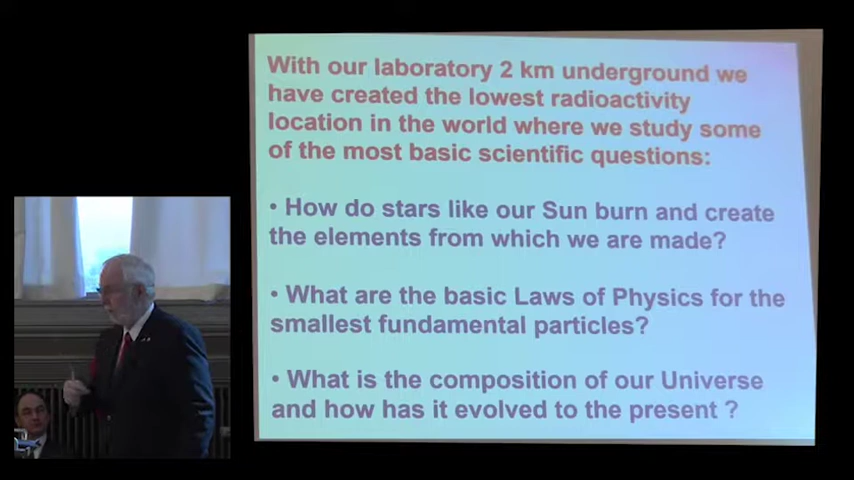 With our laboratory 2 km underground we
have created the lowest radioactivity
location in the world where we study some
of the most basic scientific questions:
• How do stars like our Sun burn and create
the elements from which we are made?
• What are the basic Laws of Physics for the
smallest fundamental particles?
• What is the composition of our Universe
and how has it evolved to the present ?